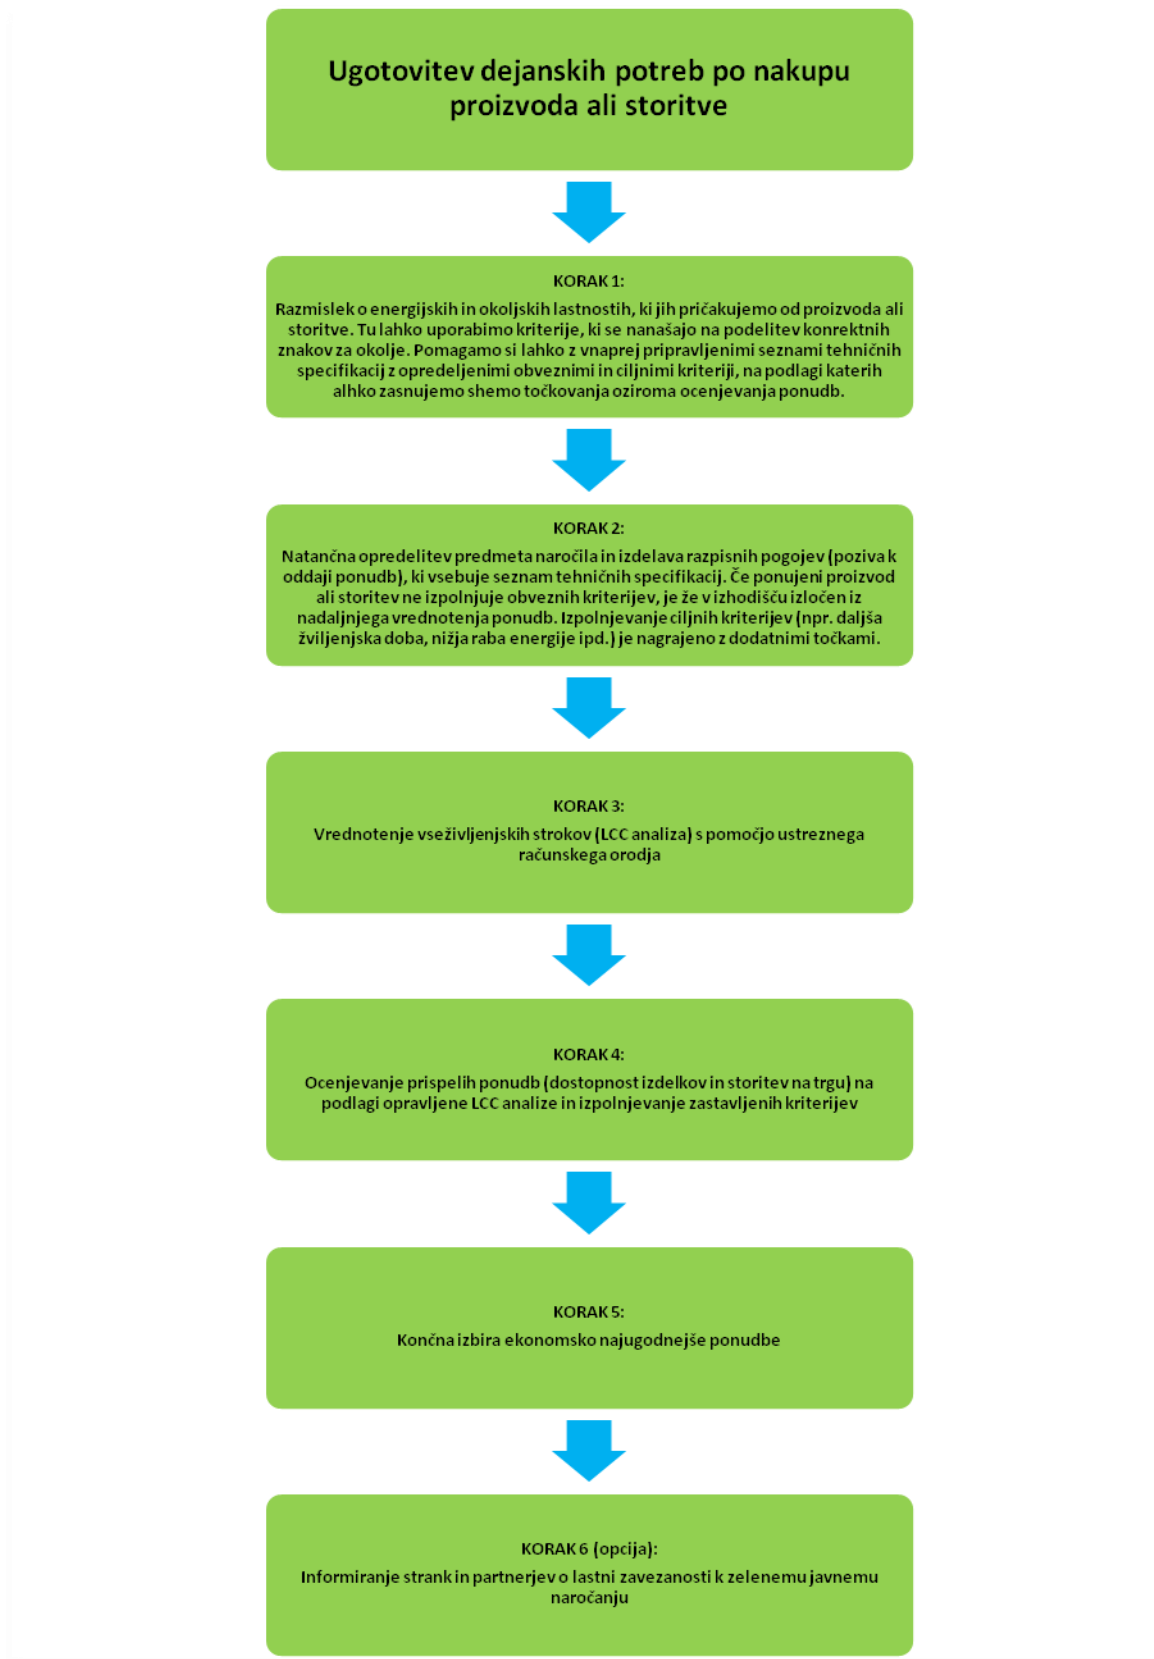 Ugotovitev dejanskih potreb po nakupu
proizvoda ali storitve
KORAK 1:
Razmislek o energijskih in okoljskih lastnostih, ki jih pričakujemo od proizvoda ali
storitve. Tu lahko uporabimo kriterije, ki se nanašajo na podelitev konrektnih
znakov za okolje. Pomagamo si lahko z vnaprej pripravljenimi seznami tehničnih
specifikacij z opredeljenimi obveznimi in ciljnimi kriteriji, na podlagi katerih
alhko zasnujemo shemo točkovanja oziroma ocenjevanja ponudb.
KORAK 2:
Natančna opredelitev predmeta naročila in izdelava razpisnih pogojev (poziva k
oddaji ponudb), ki vsebuje seznam tehničnih specifikacij. Če ponujeni proizvod
ali storitev ne izpolnjuje obveznih kriterijev, je že v izhodišču izločen iz
nadaljnjega vrednotenja ponudb. Izpolnjevanje ciljnih kriterijev (npr. daljša
žviljenjska doba, nižja raba energije ipd.) je nagrajeno z dodatnimi točkami.
KORAK 3:
Vrednotenje vseživljenjskih strokov (LCC analiza) s pomočjo ustreznega
računskega orodja
KORAK 4:
Ocenjevanje prispelih ponudb (dostopnost izdelkov in storitev na trgu) na
podlagi opravljene LCC analize in izpolnjevanje zastavljenih kriterijev
KORAK 5:
Končna izbira ekonomsko najugodnejše ponudbe
KORAK 6 (opcija):
Informiranje strank in partnerjev o lastni zavezanosti k zelenemu javnemu
naročanju